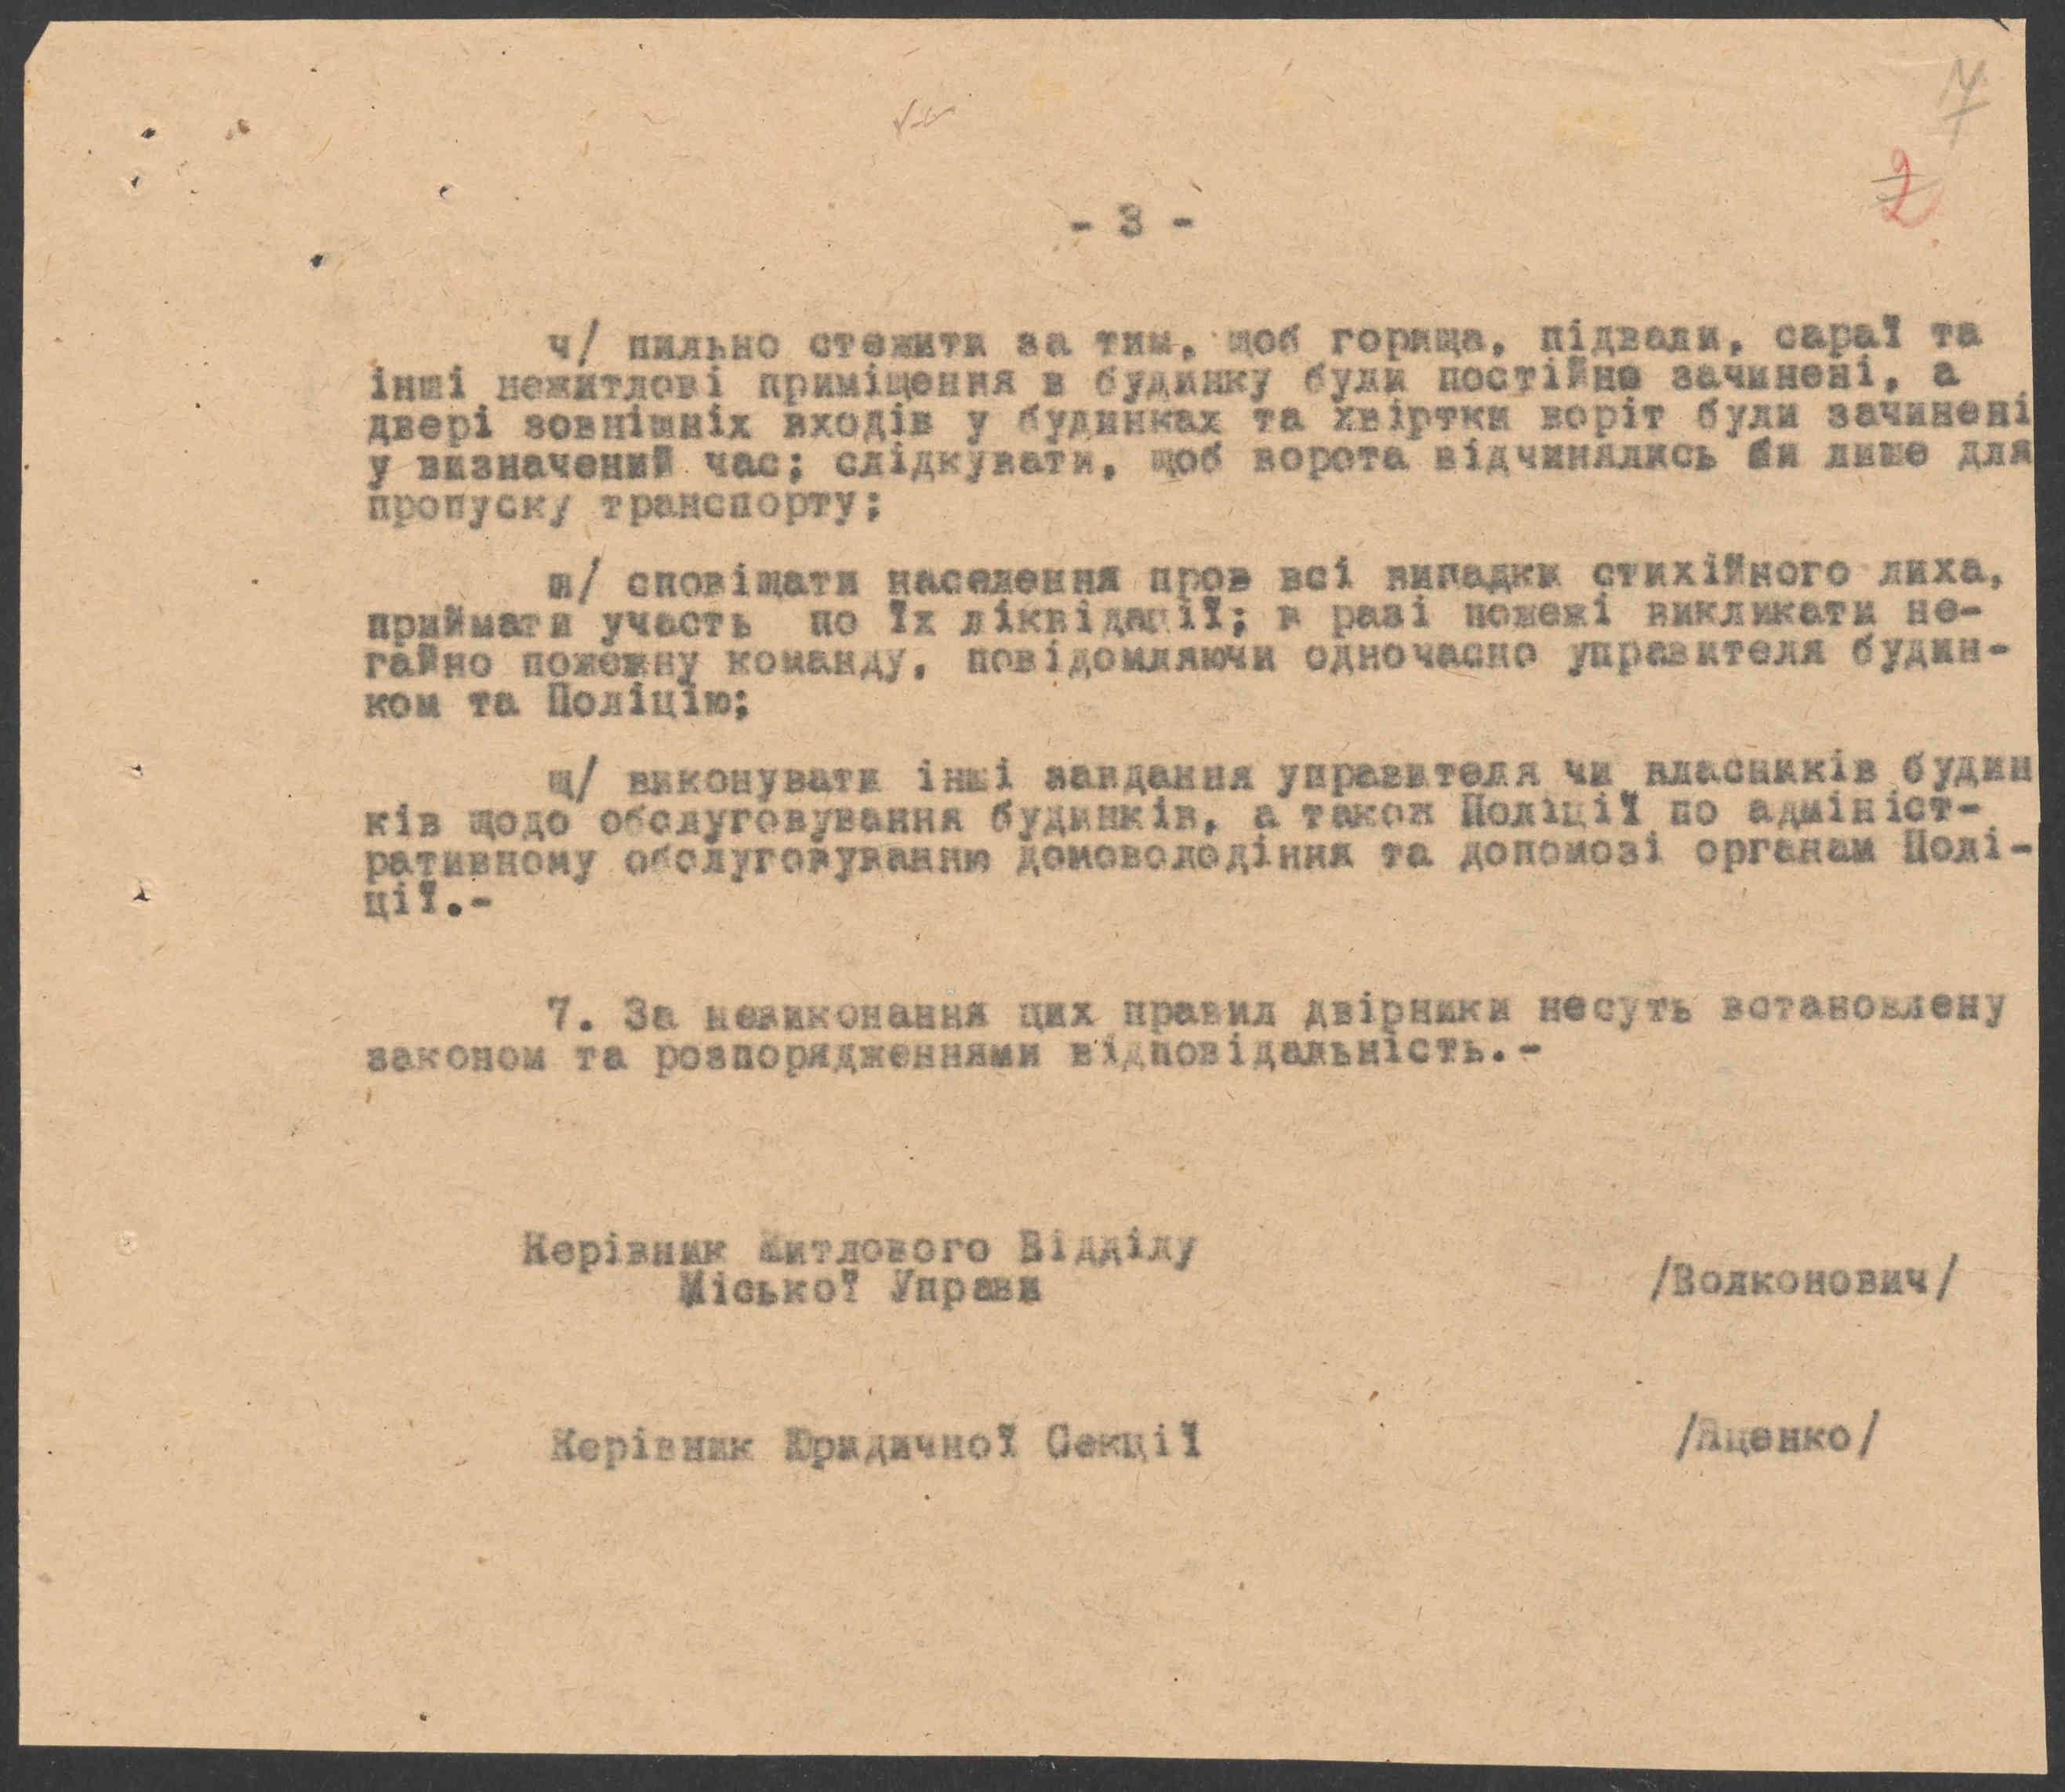 - 3 -
2
ч/ пильно стежити за тим, щоб горища, підвали, сараї та
інші нежитлові приміщення в будинку були постійно зачинені, а
двері зовнішніх входів у будинках та хвіртки воріт були зачинені
у визначений час; слідкувати, щоб ворота відчинялись би лише для
пропуску транспорту;
ш/ сповіщати населення пров всі випадки стихійного лиха,
приймати участь по їх ліквідації; в разі пожежі викликати не-
гайно пожежну команду, повідомляючи одночасно управителя будин-
ком та Поліцію;
щ/ виконувати інші завдання управителя чи власників будин
ків щодо обслуговування будинків, а також Поліції по адмініст-
ративному обслуговуванню домоволодіння та допомозі органам Полі-
ції.-
7. За невиконання цих правил двірники несуть встановлену
законом та розпорядженнями відповідальність.-
Керівник Житлового Відділу
Міської Управи /Волконович/
Керівник Юридичної Секції /Яценко/